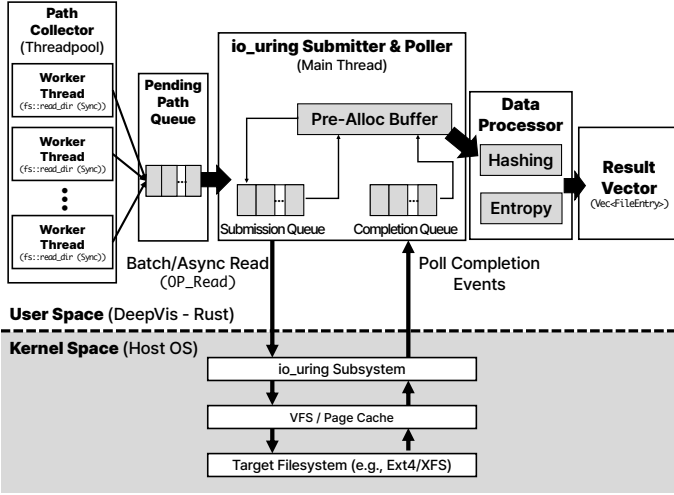 Path
Collector
(Threadpool)
Worker
Thread
(fs::read_dir (Sync))
Worker
Thread
(fs::read_dir (Sync))
Worker
Thread
(fs::read_dir (Sync))
Pending
Path
Queue
...
io_uring Submitter & Poller
(Main Thread)
Pre-Alloc Buffer
...
Submission Queue
...
Completion Queue
Data
Processor
Hashing
Entropy
Result
Vector
(Vec<FileEntry>)
Batch/Async Read
(OP_Read)
Poll Completion
Events
User Space (DeepVis - Rust)
Kernel Space (Host OS)
io_uring Subsystem
VFS / Page Cache
Target Filesystem (e.g., Ext4/XFS)